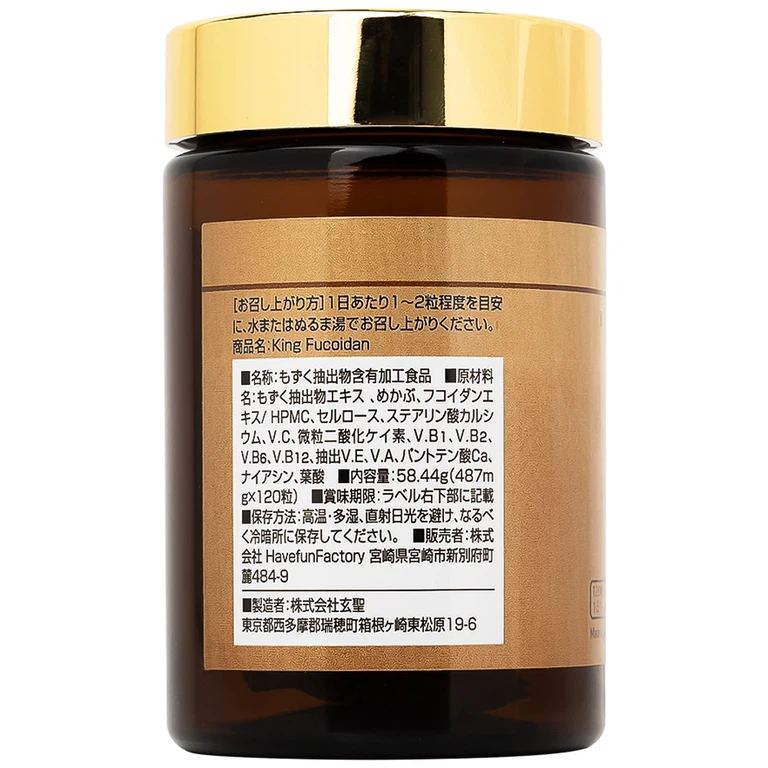 [お召し上がり方]1日あたり1〜2粒程度を目安
に、水またはぬるま湯でお召し上がりください。
商品名:King Fucoidan
■名称:もずく抽出物含有加工食品 ■原材料
名:もずく抽出物エキス、めかぶ、フコイダンエ
キス/ HPMC、セルロース、ステアリン酸カルシ
ウム、V.C、微粒二酸化ケイ素、V.B1、V.B2、
V.B6、V.B12、抽出V.E、V.A、パントテン酸Ca、
ナイアシン、葉酸 ■内容量:58.44g(487m
g×120粒) ■賞味期限:ラベル右下部に記載
■保存方法:高温・多湿、直射日光を避け、なるべ
く冷暗所に保存してください。 ■販売者:株式
会社 HavefunFactory 宮崎県宮崎市新別府町
麓484-9
■製造者:株式会社玄聖
東京都西多摩郡瑞穂町箱根ヶ崎東松原19-6